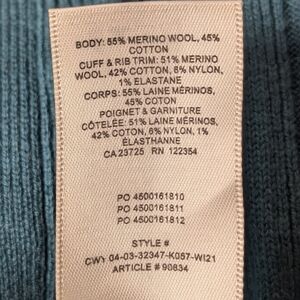 BODY: 55% MERINO WOOL, 45%
COTTON
CUFF & RIB TRIM: 51% MERINO
WOOL, 42% COTTON, 6% NYLON,
1% ELASTANE
CORPS: 55% LAINE MÉRINOS,
45% COTON
POIGNET & GARNITURE
CÔTELÉE: 51% LAINE MÉRINOS,
42% COTON, 6% NYLON, 1%
ÉLASTHANNE
CA 23725 RN 122354
PO 4500161810
PO 4500161811
PO 4500161812
STYLE #
CWY 04-03-32347-K057-WI21
ARTICLE # 90834